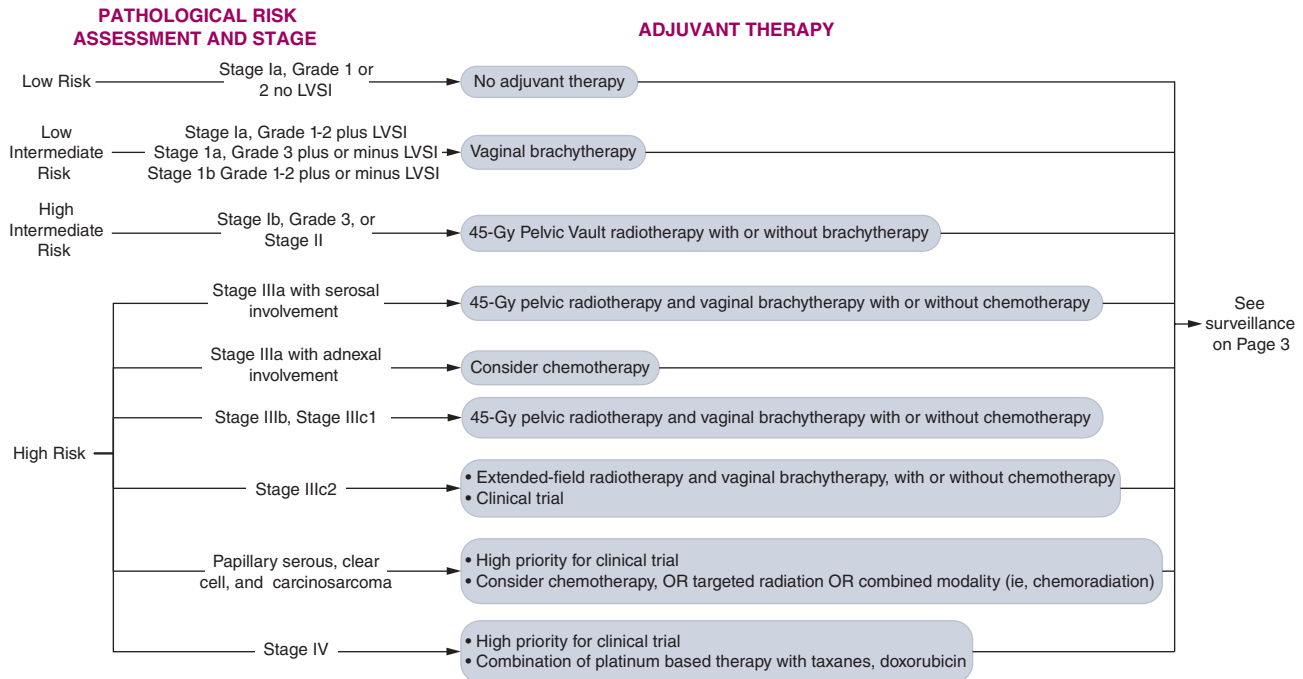 PATHOLOGICAL RISK
ASSESSMENT AND STAGE
ADJUVANT THERAPY
Low Risk
Stage Ia, Grade 1 or
2 no LVSI
No adjuvant therapy
Low
Intermediate
Risk
Stage Ia, Grade 1-2 plus LVSI
Stage 1a, Grade 3 plus or minus LVSI
Stage 1b Grade 1-2 plus or minus LVSI
Vaginal brachytherapy
High
Intermediate
Risk
Stage Ib, Grade 3, or
Stage II
45-Gy Pelvic Vault radiotherapy with or without brachytherapy
High Risk
Stage IIIa with serosal
involvement
45-Gy pelvic radiotherapy and vaginal brachytherapy with or without chemotherapy
Stage IIIa with adnexal
involvement
Consider chemotherapy
Stage IIIb, Stage IIIc1
45-Gy pelvic radiotherapy and vaginal brachytherapy with or without chemotherapy
Stage IIIc2
• Extended-field radiotherapy and vaginal brachytherapy, with or without chemotherapy
• Clinical trial
Papillary serous, clear
cell, and carcinosarcoma
• High priority for clinical trial
• Consider chemotherapy, OR targeted radiation OR combined modality (ie, chemoradiation)
Stage IV
• High priority for clinical trial
• Combination of platinum based therapy with taxanes, doxorubicin
See
surveillance
on Page 3